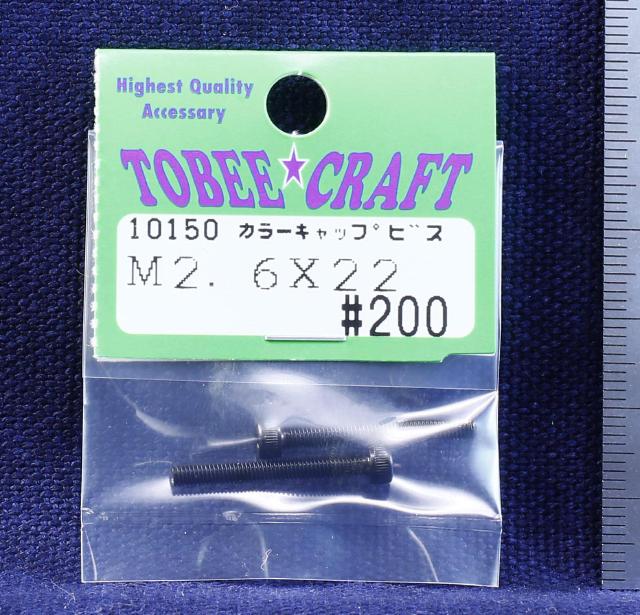 Highest Quality
Accessary
TOBEE★CRAFT
10150 カラーキャップビス
M2. 6X22
#200